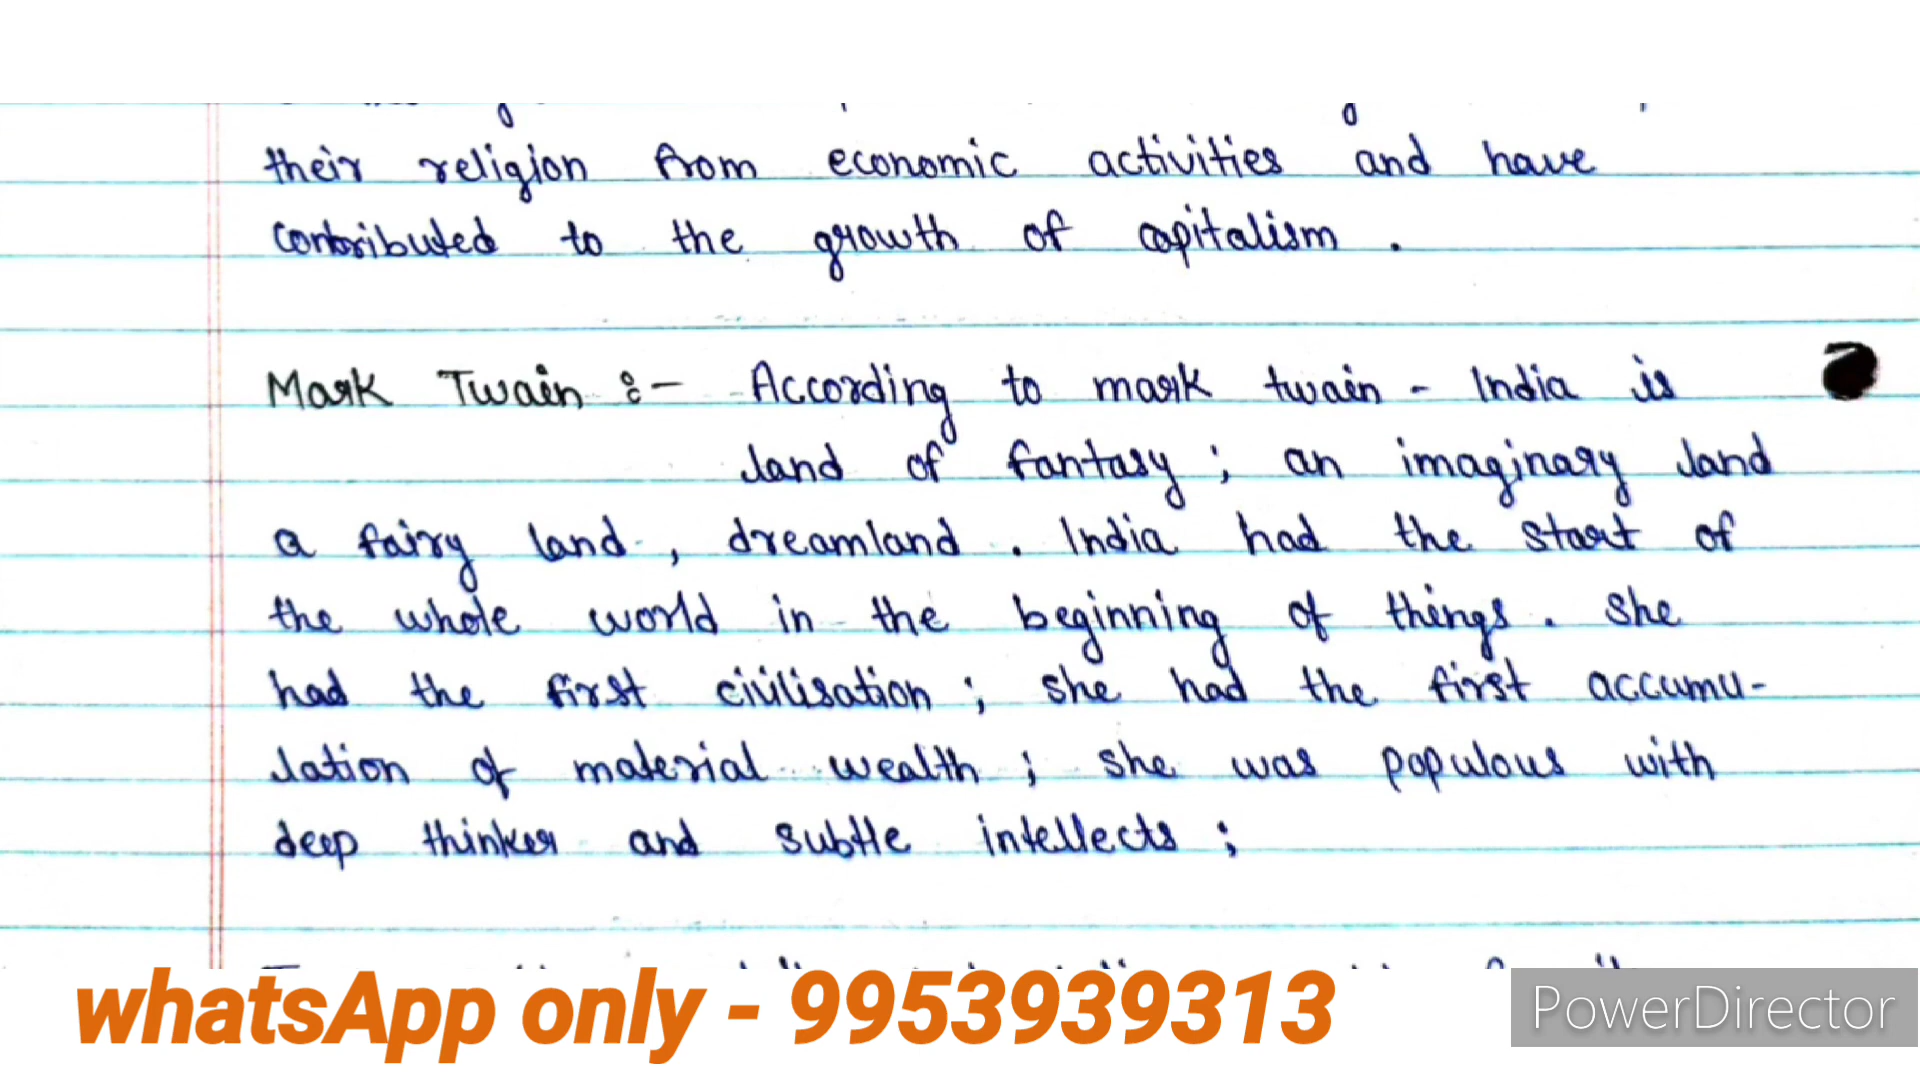 their religion from economic activities and have
contributed to the growth of capitalism .
Mark Twain :- According to mark twain - India is
land of fantasy ; an imaginary land
a fairy land , dreamland . India had the start of
the whole world in the beginning of things . She
had the first civilisation ; she had the first accumu-
lation of material wealth ; she was populous with
deep thinker and subtle intellects ;
whatsApp only - 9953939313
PowerDirector